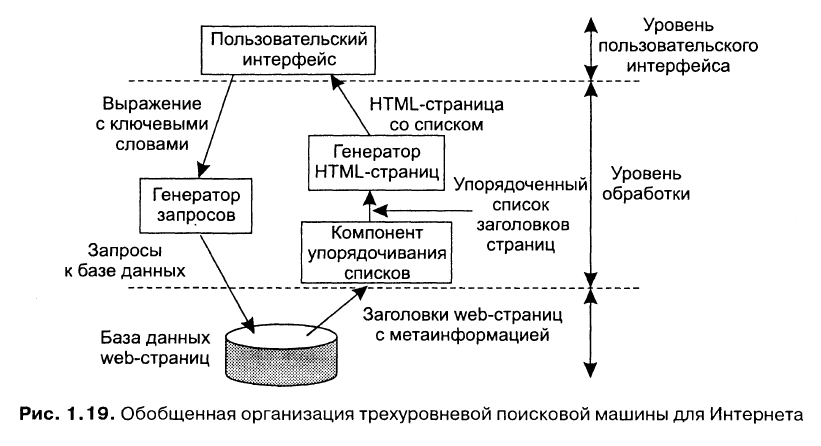 Пользовательский
интерфейс
Уровень
пользовательского
интерфейса
Выражение
с ключевыми
словами
HTML-страница
со списком
Генератор
HTML-страниц
Генератор
запросов
Упорядоченный
список
заголовков
страниц
Уровень
обработки
Компонент
упорядочивания
списков
Запросы
к базе данных
База данных
web-страниц
Заголовки web-страниц
с метаинформацией
Рис. 1.19. Обобщенная организация трехуровневой поисковой машины для Интернета